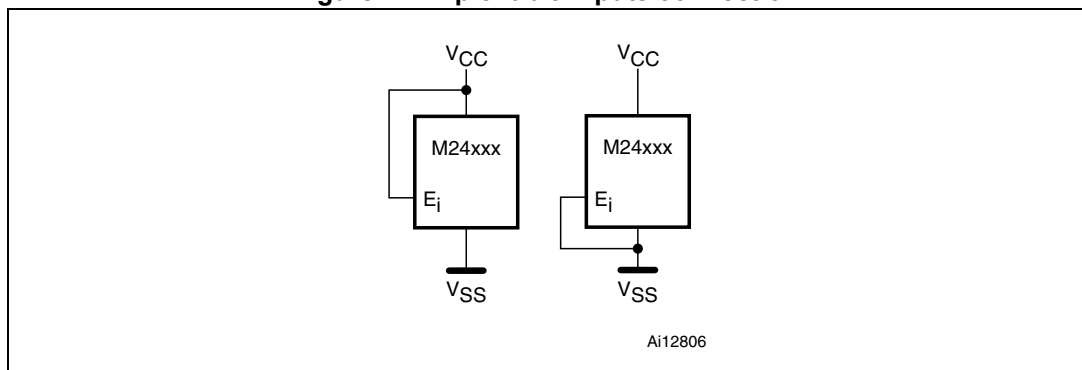 VCC VCC
M24xxx M24xxx
Ei Ei
VSS VSS
Ai12806